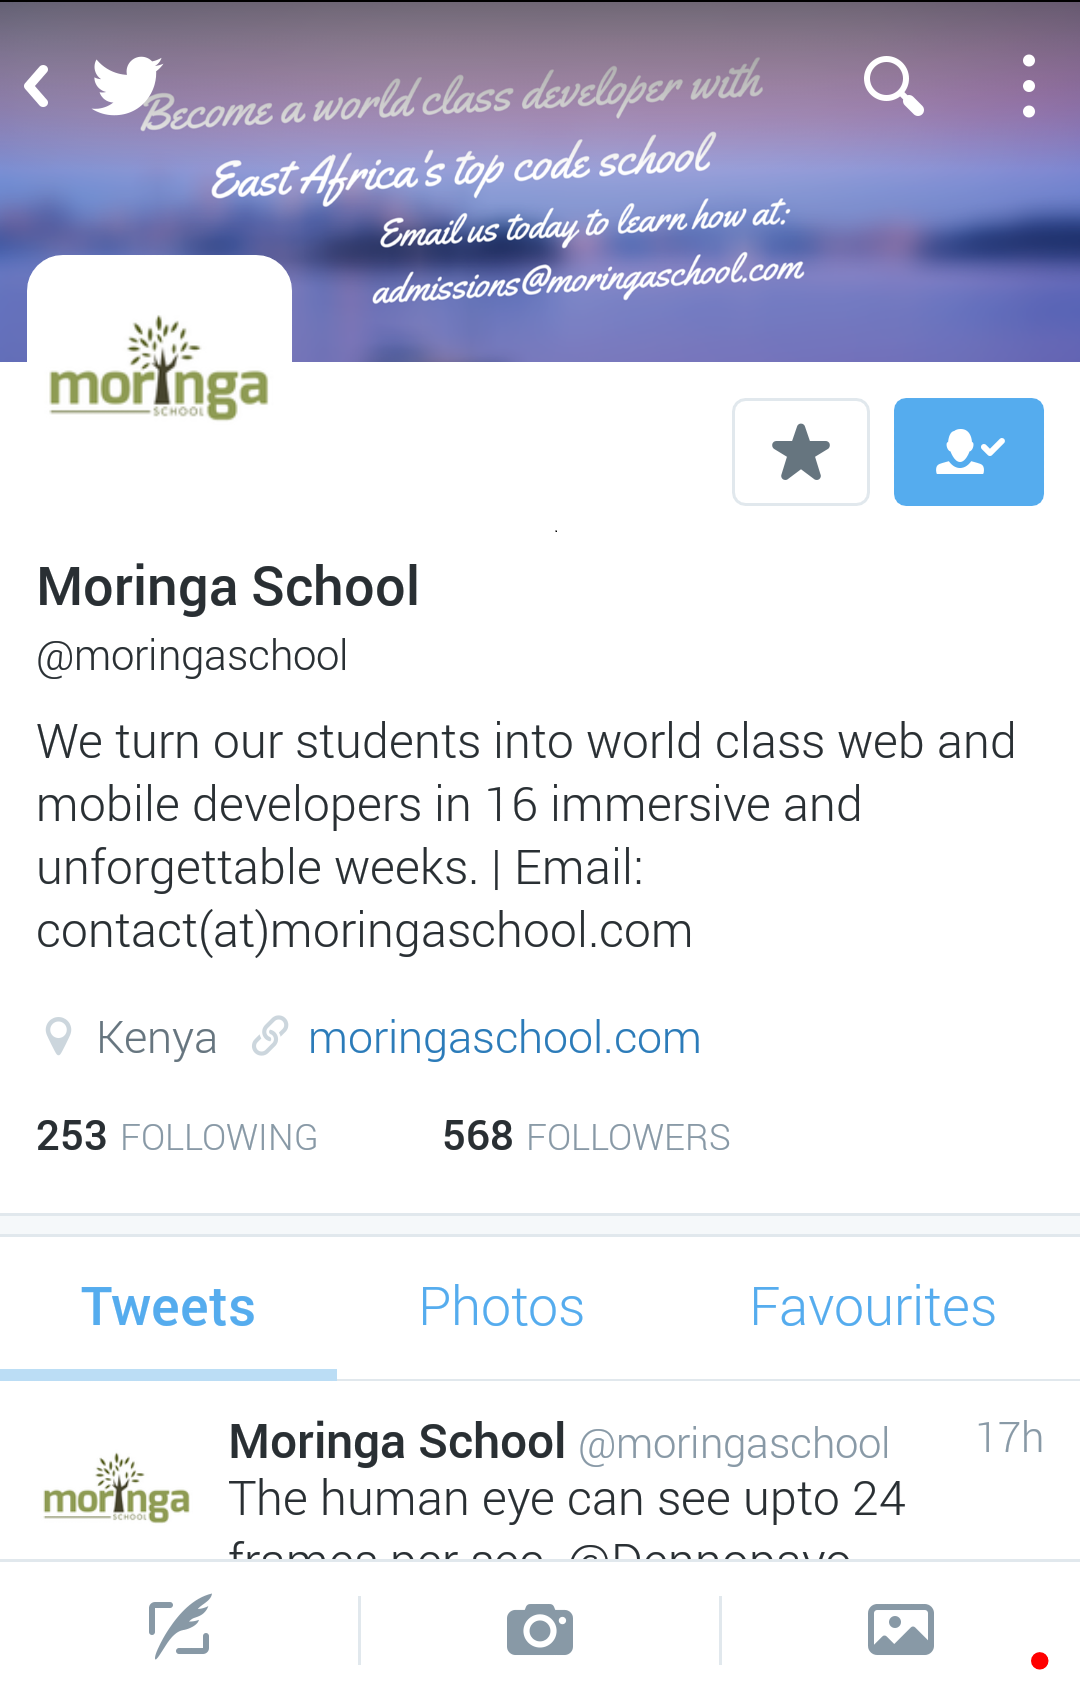 Become a world class developer with
East Africa's top code school
Email us today to learn how at:
admissions@moringaschool.com
moringa
SCHOOL
Moringa School
@moringaschool
We turn our students into world class web and
mobile developers in 16 immersive and
unforgettable weeks. | Email:
contact(at)moringaschool.com
Kenya moringaschool.com
253 FOLLOWING 568 FOLLOWERS
Tweets Photos Favourites
Moringa School @moringaschool 17h
moringa
SCHOOL
The human eye can see upto 24
frames per sec.